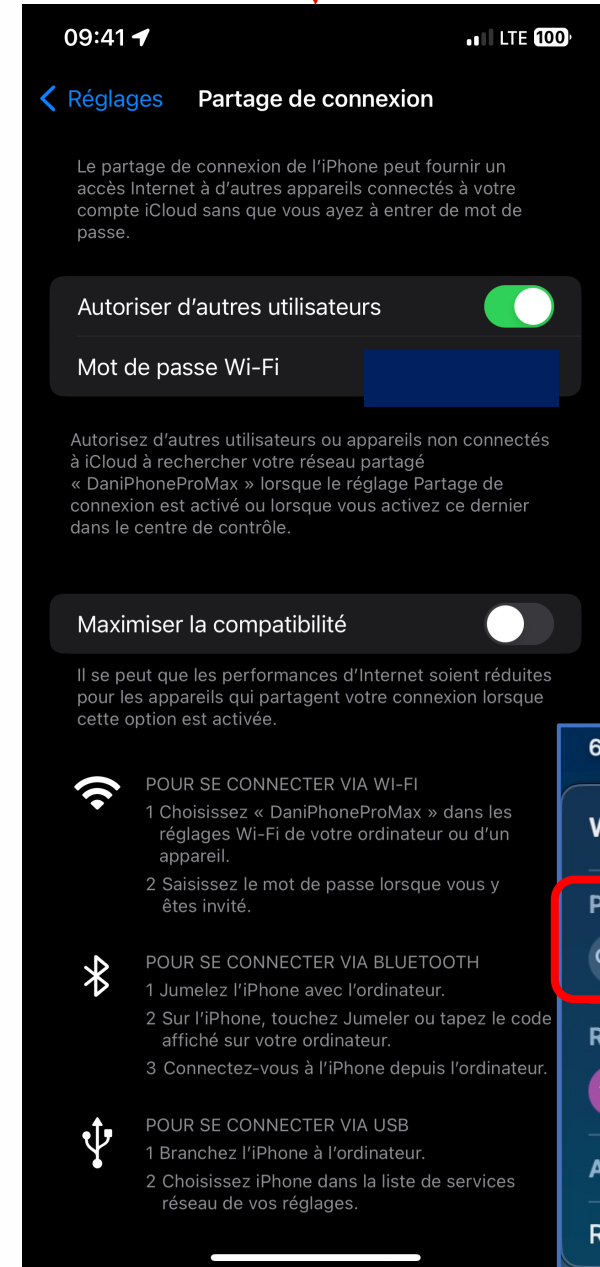 09:41
LTE 100
Réglages Partage de connexion
Le partage de connexion de l'iPhone peut fournir un
accès Internet à d'autres appareils connectés à votre
compte iCloud sans que vous ayez à entrer de mot de
passe.
Autoriser d'autres utilisateurs
Mot de passe Wi-Fi
Autorisez d'autres utilisateurs ou appareils non connectés
à iCloud à rechercher votre réseau partagé
« DaniPhoneProMax » lorsque le réglage Partage de
connexion est activé ou lorsque vous activez ce dernier
dans le centre de contrôle.
Maximiser la compatibilité
Il se peut que les performances d'Internet soient réduites
pour les appareils qui partagent votre connexion lorsque
cette option est activée.
POUR SE CONNECTER VIA WI-FI
1 Choisissez « DaniPhoneProMax » dans les
réglages Wi-Fi de votre ordinateur ou d'un
appareil.
2 Saisissez le mot de passe lorsque vous y
êtes invité.
POUR SE CONNECTER VIA BLUETOOTH
1 Jumelez l'iPhone avec l'ordinateur.
2 Sur l'iPhone, touchez Jumeler ou tapez le code
affiché sur votre ordinateur.
3 Connectez-vous à l'iPhone depuis l'ordinateur.
POUR SE CONNECTER VIA USB
1 Branchez l'iPhone à l'ordinateur.
2 Choisissez iPhone dans la liste de services
réseau de vos réglages.
6
P
R
A
R